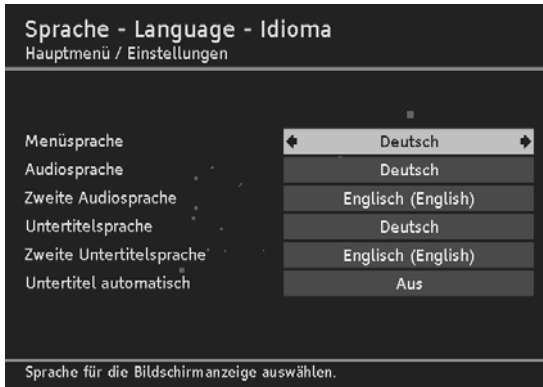 Sprache - Language - Idioma
Hauptmenü / Einstellungen
Menüsprache Deutsch
Audiosprache Deutsch
Zweite Audiosprache Englisch (English)
Untertitelsprache Deutsch
Zweite Untertitelsprache Englisch (English)
Untertitel automatisch Aus
Sprache für die Bildschirmanzeige auswählen.